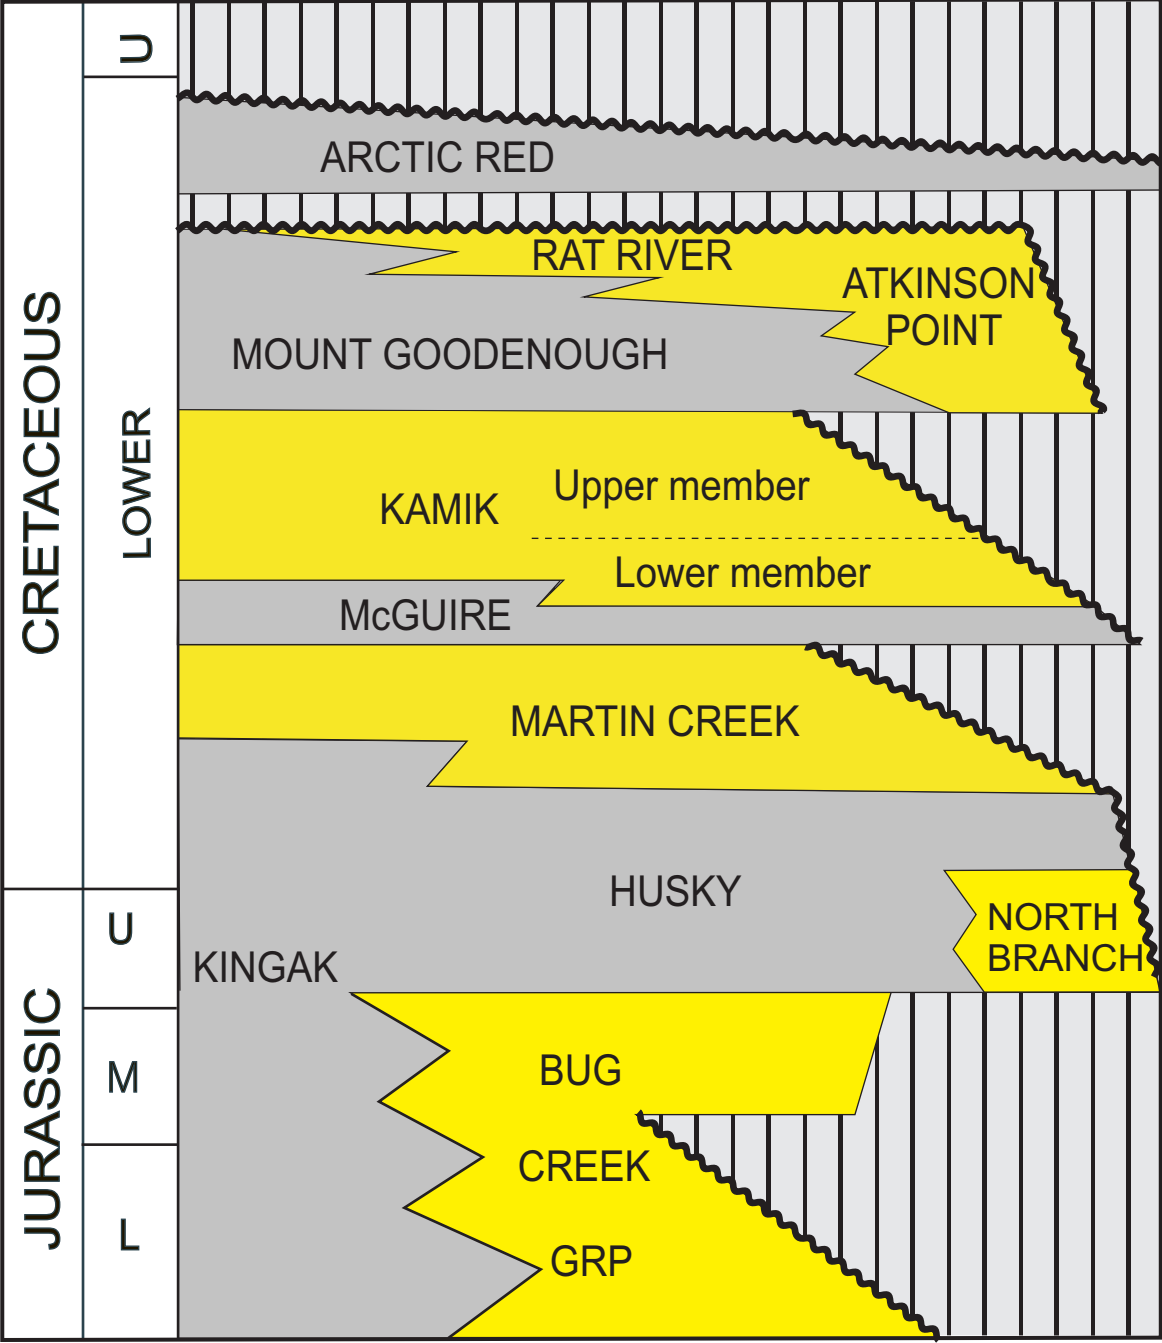 CRETACEOUS
U
LOWER
JURASSIC
U
M
L
ARCTIC RED
RAT RIVER
ATKINSON
POINT
MOUNT GOODENOUGH
Upper member
KAMIK
Lower member
McGUIRE
MARTIN CREEK
HUSKY
NORTH
BRANCH
KINGAK
BUG
CREEK
GRP